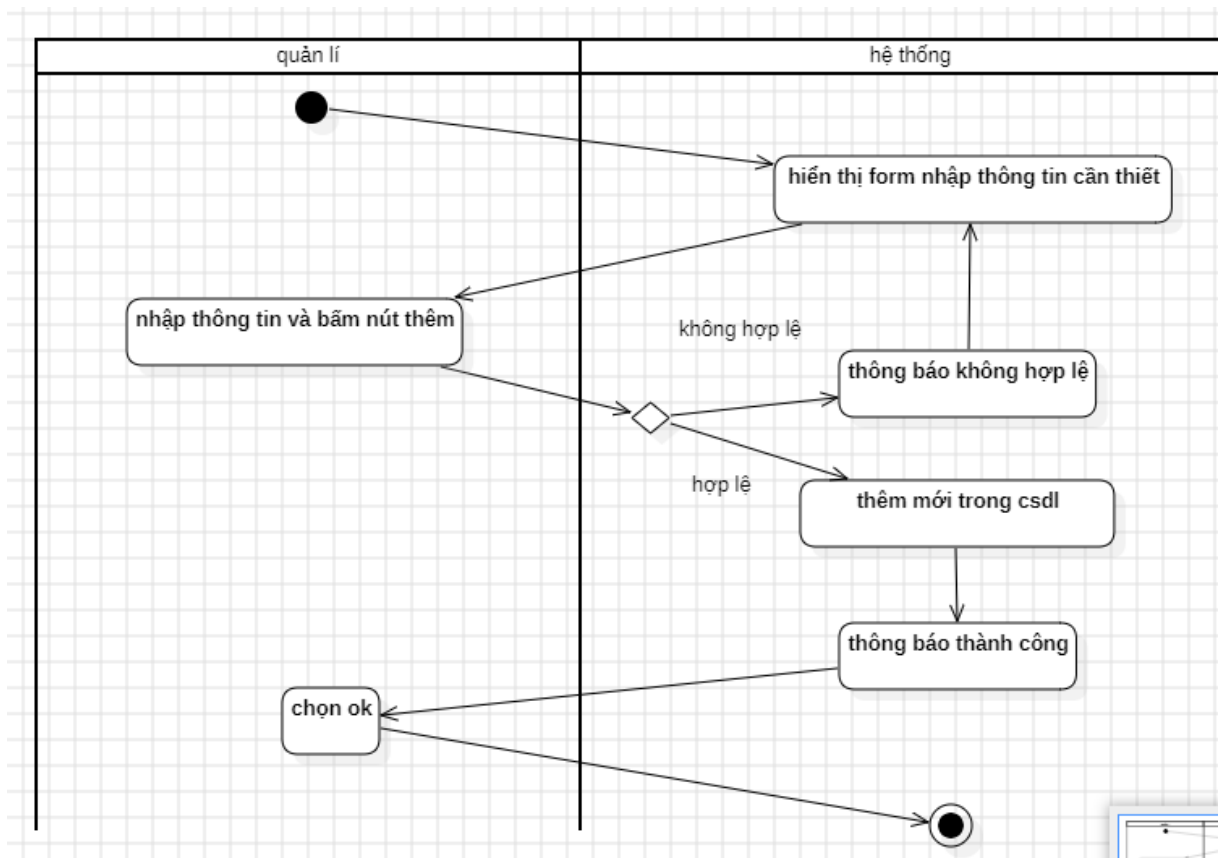 quản lí
hệ thống
hiển thị form nhập thông tin cần thiết
nhập thông tin và bấm nút thêm
không hợp lệ
thông báo không hợp lệ
hợp lệ
thêm mới trong csdl
thông báo thành công
chọn ok